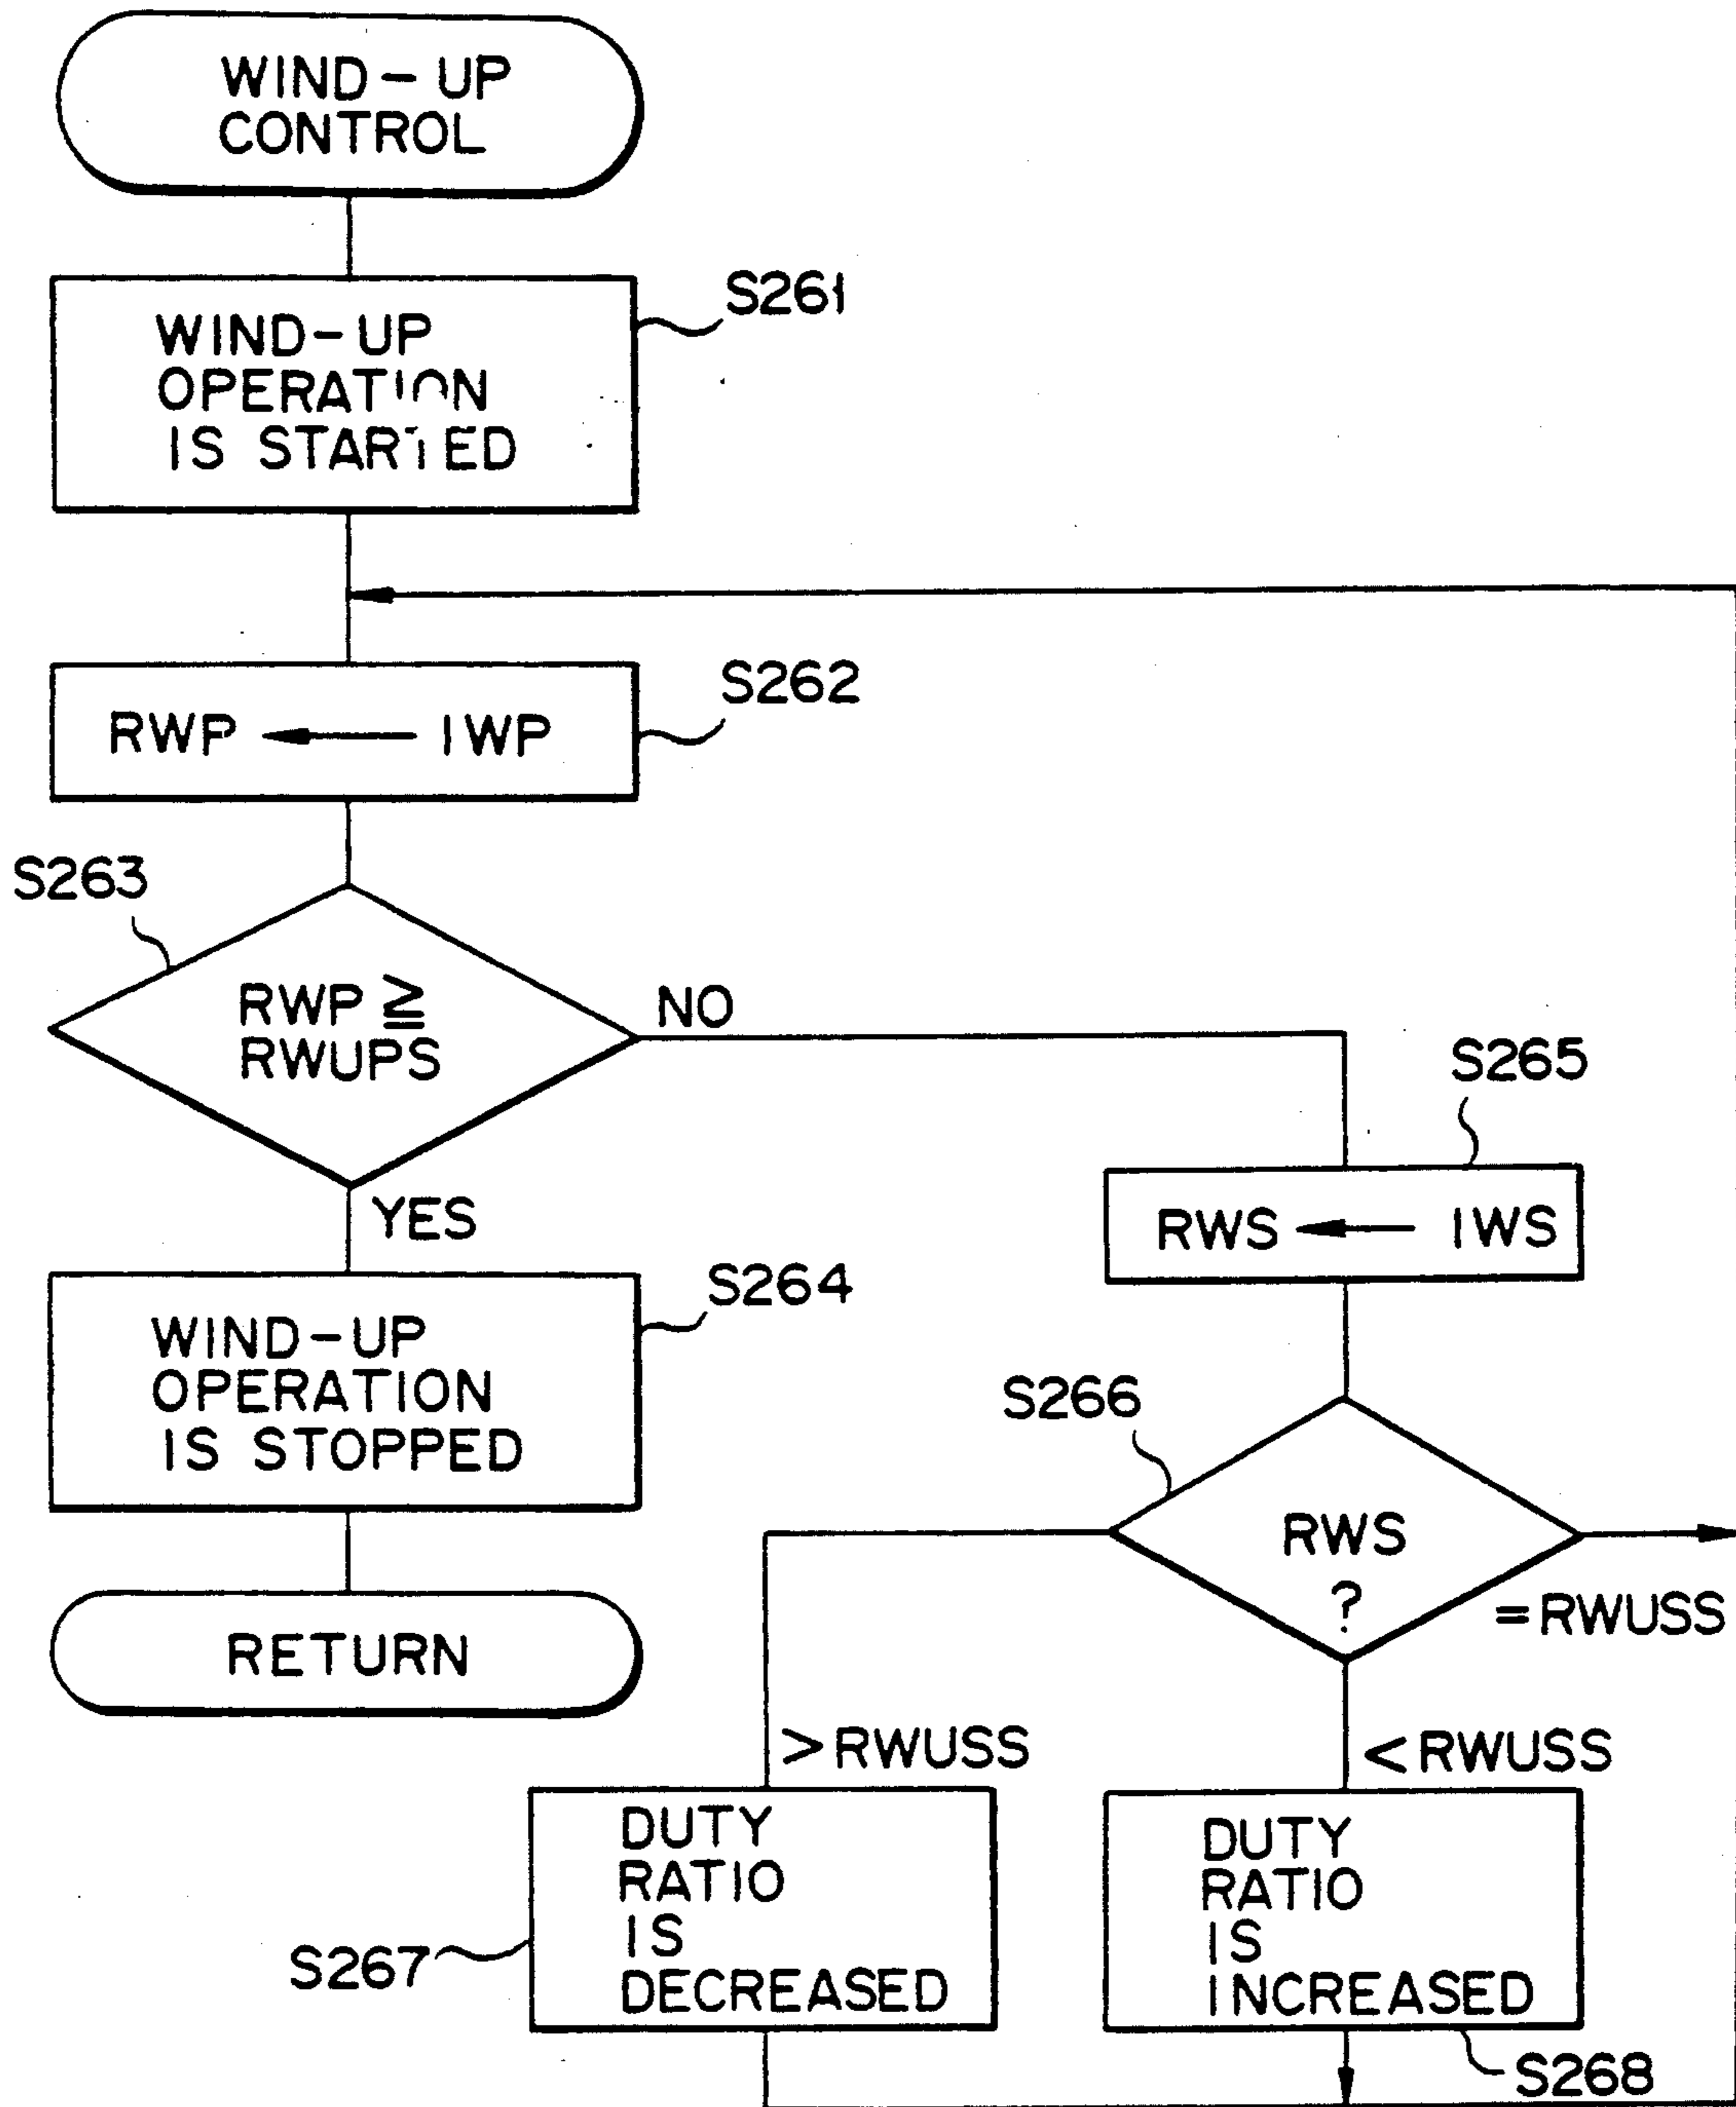 WIND-UP
CONTROL
S261
WIND-UP
OPERATION
IS STARTED
S262
RWP ← IWP
S263
RWP ≧
RWUPS
NO
YES
S264
WIND-UP
OPERATION
IS STOPPED
RETURN
S265
RWS ← IWS
S266
RWS
?
=RWUSS
>RWUSS
<RWUSS
DUTY
RATIO
IS
DECREASED
S267
DUTY
RATIO
IS
INCREASED
S268